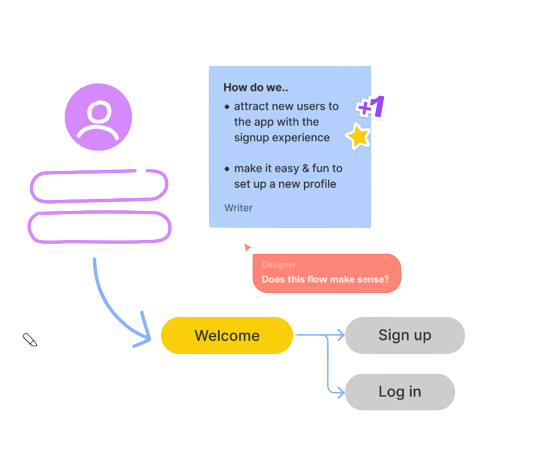 How do we..
• attract new users to
the app with the
signup experience
• make it easy & fun to
set up a new profile
Writer
+1
Designer
Does this flow make sense?
Welcome
Sign up
Log in